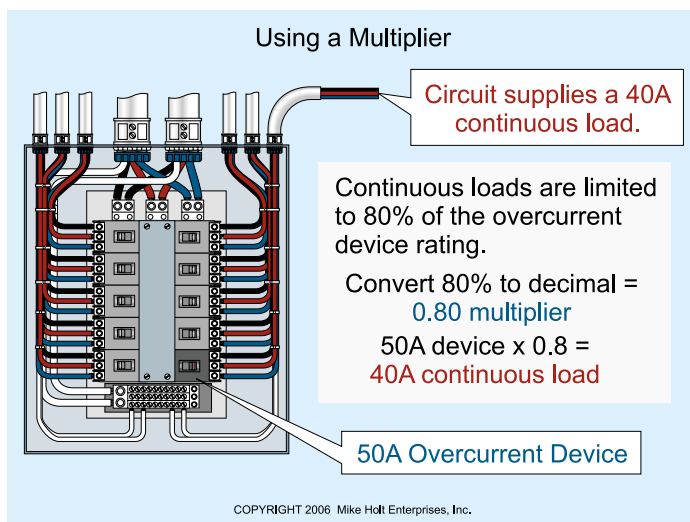 Using a Multiplier
Circuit supplies a 40A
continuous load.
Continuous loads are limited
to 80% of the overcurrent
device rating.
Convert 80% to decimal =
0.80 multiplier
50A device x 0.8 =
40A continuous load
50A Overcurrent Device
COPYRIGHT 2006 Mike Holt Enterprises, Inc.